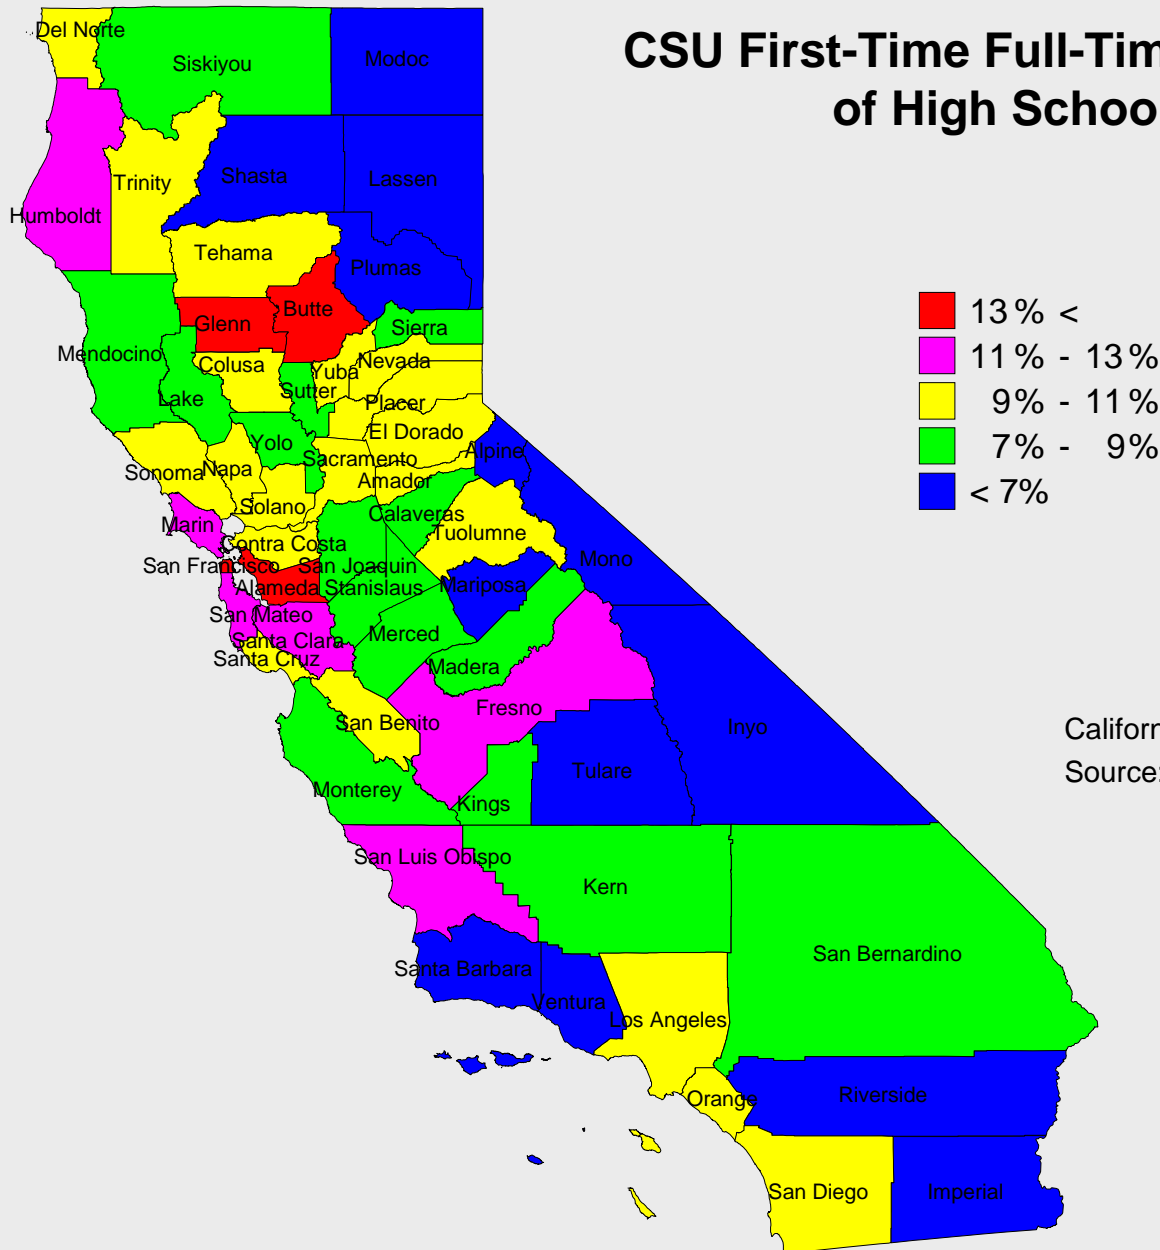 CSU First-Time Full-Tim
of High Schoo
Del Norte
Siskiyou
Modoc
Trinity
Shasta
Lassen
Humboldt
Tehama
Plumas
Butte
Glenn
Sierra
Mendocino
Colusa
Yuba
Nevada
Lake
Sutter
Placer
El Dorado
Yolo
Alpine
Sonoma
Napa
Sacramento
Amador
Solano
Calaveras
Marin
Tuolumne
Contra Costa
Mono
San Francisco
San Joaquin
Alameda
Stanislaus
Mariposa
San Mateo
Santa Clara
Merced
Santa Cruz
Madera
Fresno
San Benito
Inyo
Tulare
Monterey
Kings
San Luis Obispo
Kern
San Bernardino
Santa Barbara
Ventura
Los Angeles
Orange
Riverside
San Diego
Imperial
13 % <
11 % - 13 %
9 % - 11 %
7 % - 9 %
< 7%
Californ
Source: